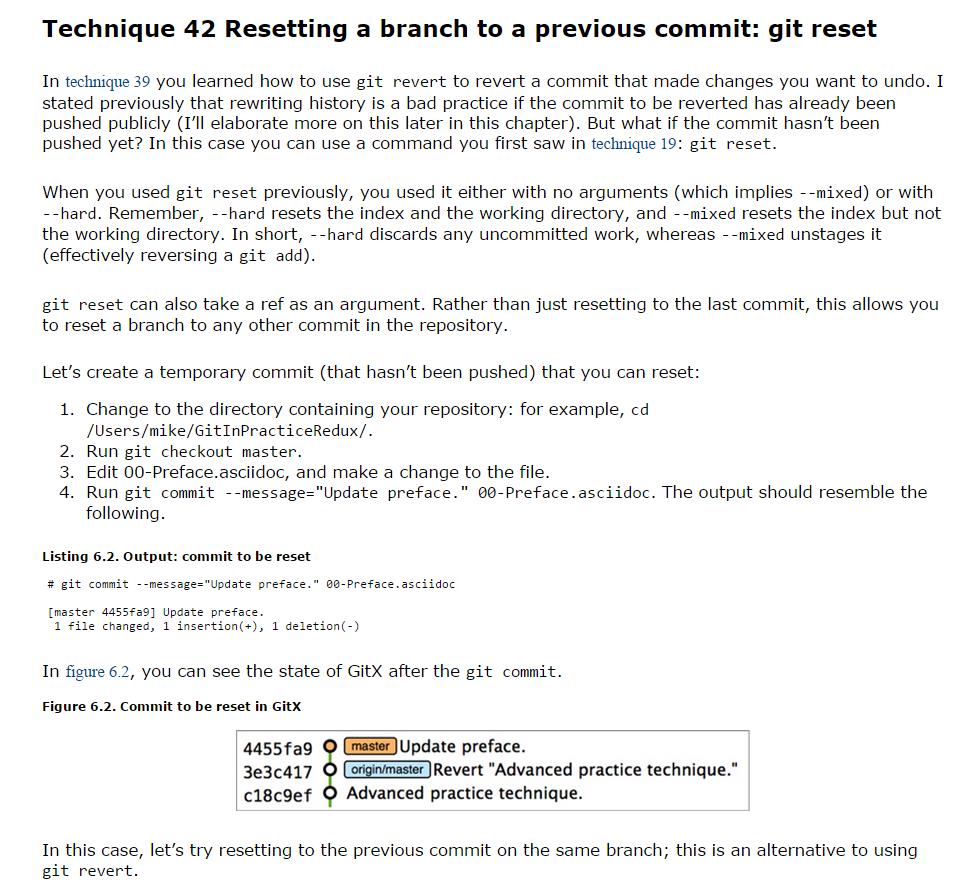 Technique 42 Resetting a branch to a previous commit: git reset
In technique 39 you learned how to use git revert to revert a commit that made changes you want to undo. I
stated previously that rewriting history is a bad practice if the commit to be reverted has already been
pushed publicly (I’ll elaborate more on this later in this chapter). But what if the commit hasn’t been
pushed yet? In this case you can use a command you first saw in technique 19: git reset.
When you used git reset previously, you used it either with no arguments (which implies --mixed) or with
--hard. Remember, --hard resets the index and the working directory, and --mixed resets the index but not
the working directory. In short, --hard discards any uncommitted work, whereas --mixed unstages it
(effectively reversing a git add).
git reset can also take a ref as an argument. Rather than just resetting to the last commit, this allows you
to reset a branch to any other commit in the repository.
Let’s create a temporary commit (that hasn’t been pushed) that you can reset:
1. Change to the directory containing your repository: for example, cd
/Users/mike/GitInPracticeRedux/.
2. Run git checkout master.
3. Edit 00-Preface.asciidoc, and make a change to the file.
4. Run git commit --message="Update preface." 00-Preface.asciidoc. The output should resemble the
following.
Listing 6.2. Output: commit to be reset
# git commit --message="Update preface." 00-Preface.asciidoc
[master 4455fa9] Update preface.
1 file changed, 1 insertion(+), 1 deletion(-)
In figure 6.2, you can see the state of GitX after the git commit.
Figure 6.2. Commit to be reset in GitX
4455fa9 master Update preface.
3e3c417 origin/master Revert "Advanced practice technique."
c18c9ef Advanced practice technique.
In this case, let’s try resetting to the previous commit on the same branch; this is an alternative to using
git revert.